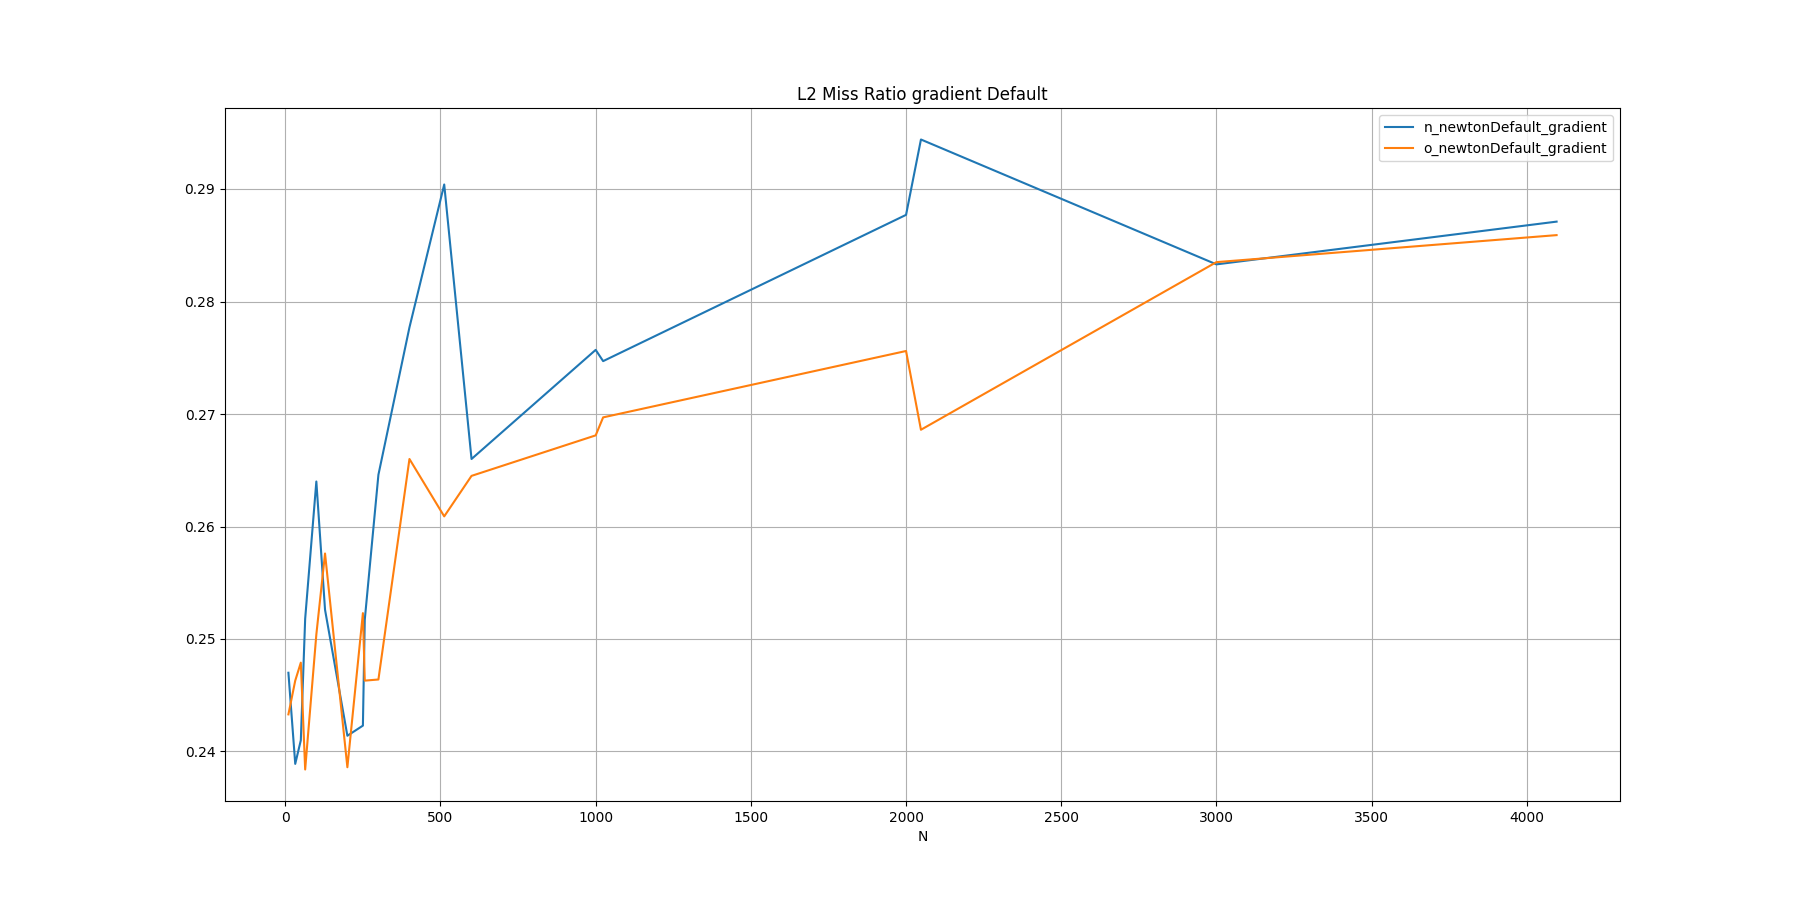 L2 Miss Ratio gradient Default
n_newtonDefault_gradient
o_newtonDefault_gradient
0.29
0.28
0.27
0.26
0.25
0.24
0 500 1000 1500 2000 2500 3000 3500 4000
N